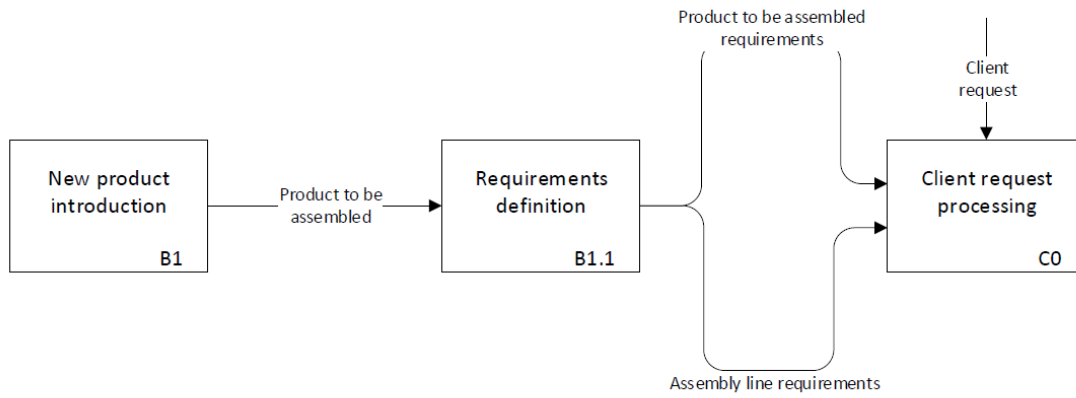 Product to be assembled
requirements
Client
request
New product
introduction
B1
Product to be
assembled
Requirements
definition
B1.1
Client request
processing
C0
Assembly line requirements